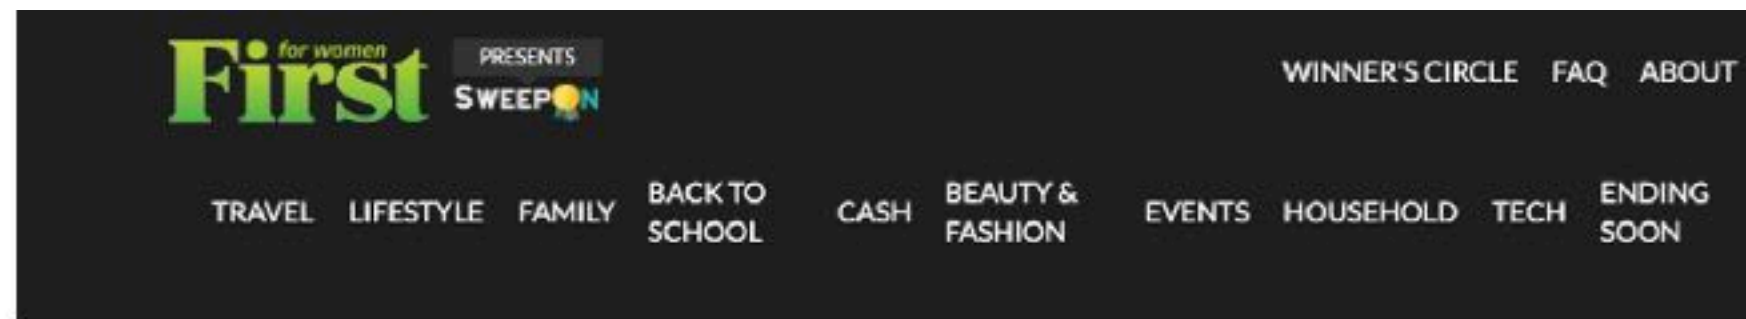 First for women
PRESENTS
SWEEPON
WINNER'S CIRCLE FAQ ABOUT
TRAVEL LIFESTYLE FAMILY BACK TO SCHOOL CASH BEAUTY & FASHION EVENTS HOUSEHOLD TECH ENDING SOON